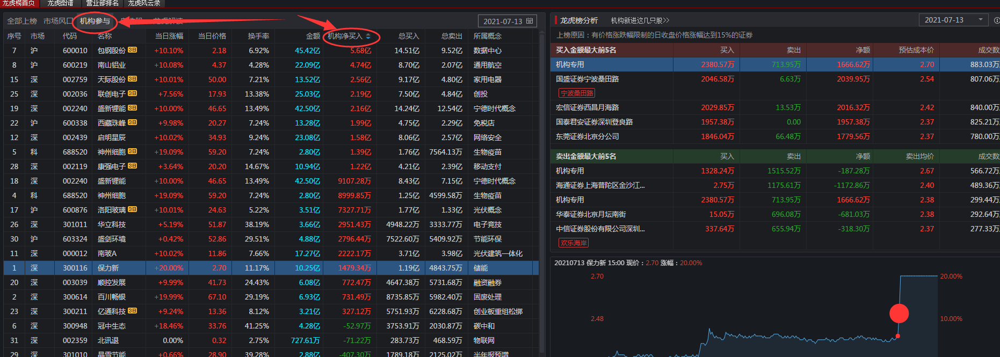 龙虎榜首页 龙虎图谱 营业部排名 龙虎风云录
全部上榜 市场风口 机构参与
2021-07-13
序号 市场 代码 名称 当日涨幅 当日价格 换手率 金额 机构净买入 总买入 总卖出 所属概念
7 沪 600010 包钢股份 3日 +10.10% 2.18 6.92% 45.42亿 5.68亿 14.51亿 9.52亿 数据中心
8 沪 600219 南山铝业 +10.08% 4.37 4.28% 22.09亿 4.74亿 8.70亿 2.07亿 通用航空
15 深 002759 天际股份 3日 +10.01% 50.00 7.21% 13.52亿 2.56亿 9.17亿 4.80亿 家用电器
25 深 002036 联创电子 3日 +7.56% 17.93 13.38% 25.03亿 2.19亿 7.50亿 4.84亿 创投
19 深 002240 盛新锂能 3日 +10.00% 46.65 13.49% 42.50亿 2.16亿 14.24亿 12.54亿 宁德时代概念
22 沪 600338 西藏珠峰 3日 +9.98% 20.27 7.24% 13.28亿 1.99亿 4.75亿 2.29亿 免税店
12 深 002439 启明星辰 +10.02% 34.93 9.24% 23.08亿 1.58亿 8.06亿 2.57亿 网络安全
5 科 688520 神州细胞 3日 +19.09% 59.20 7.24% 2.80亿 1.39亿 1.76亿 7564.13万 生物疫苗
28 深 002119 康强电子 3日 +3.64% 20.20 14.67% 10.94亿 1.22亿 4.21亿 2.39亿 移动支付
18 深 002240 盛新锂能 +10.00% 46.65 13.49% 42.50亿 9107.28万 8.43亿 7.15亿 宁德时代概念
4 科 688520 神州细胞 +19.09% 59.20 7.24% 2.80亿 8999.85万 1.25亿 4599.58万 生物疫苗
17 沪 600876 洛阳玻璃 3日 +10.01% 24.63 5.22% 3.51亿 7327.71万 1.77亿 1.33亿 光伏概念
26 深 301011 华立科技 +5.19% 51.87 38.19% 3.66亿 2951.43万 4948.22万 3333.77万 电子竞技
30 沪 603324 盛剑环境 +0.42% 52.86 29.51% 4.88亿 2796.44万 7522.60万 5409.92万 节能环保
11 深 000012 南玻A +10.02% 11.86 7.66% 17.27亿 2222.17万 3.71亿 3.98亿 光伏建筑一体化
1 深 300116 保力新 +20.00% 2.70 11.17% 10.25亿 1479.34万 1.19亿 4843.75万 储能
20 深 003039 顺控发展 +9.99% 41.73 24.43% 6.08亿 772.47万 4647.38万 5731.68万 融资融券
2 深 300614 百川畅银 +19.99% 67.10 29.19% 6.93亿 731.49万 8735.85万 5982.40万 固废处理
23 深 300211 亿通科技 3日 +9.24% 13.36 8.12% 3.21亿 327.12万 5751.93万 6228.68万 创业板重组松绑
6 深 300948 冠中生态 +18.46% 33.76 41.25% 4.28亿 -52.97万 3753.91万 2030.87万 碳中和
31 深 002359 北讯退 0.00% 0.32 2.75% 727.61万 -71.22万 283.73万 468.59万 物联网
29 深 301010 晶雪节能 +0.66% 28.90 39.28% 2.88亿 -407.30万 1789.18万 2125.02万 半年报预增
龙虎榜分析 机构新进这几只股>> 2021-07-13
上榜原因：有价格涨跌幅限制的日收盘价格涨幅达到15%的证券
买入金额最大前5名 买入 卖出 净额 预估成本价 成交数
机构专用 2380.57万 713.95万 1666.62万 2.70 883.03万
国盛证券宁波桑田路 2046.58万 6.63万 2039.95万 2.54 807.06万
宁波桑田路
宏信证券西昌月海路 2029.85万 13.53万 2016.32万 2.42 840.00万
国泰君安证券深圳登良路 1957.38万 0.00 1957.38万 2.37 825.21万
东莞证券北京分公司 1846.04万 66.48万 1779.56万 2.37 780.00万
卖出金额最大前5名 买入 卖出 净额 卖出均价 成交数
机构专用 1328.24万 1515.52万 -187.28万 2.67 566.72万
海通证券上海普陀区金沙江... 2.75万 1175.61万 -1172.86万 2.40 489.36万
机构专用 2380.57万 713.95万 1666.62万 2.38 299.44万
华泰证券北京月坛南街 15.05万 696.08万 -681.03万 2.38 292.64万
中信证券股份有限公司深圳... 337.64万 655.94万 -318.30万 2.37 277.33万
欢乐海岸
20210713 保力新 15:00 现价：2.70 涨幅：20.00%
2.70 20.00%
2.48 10.00%